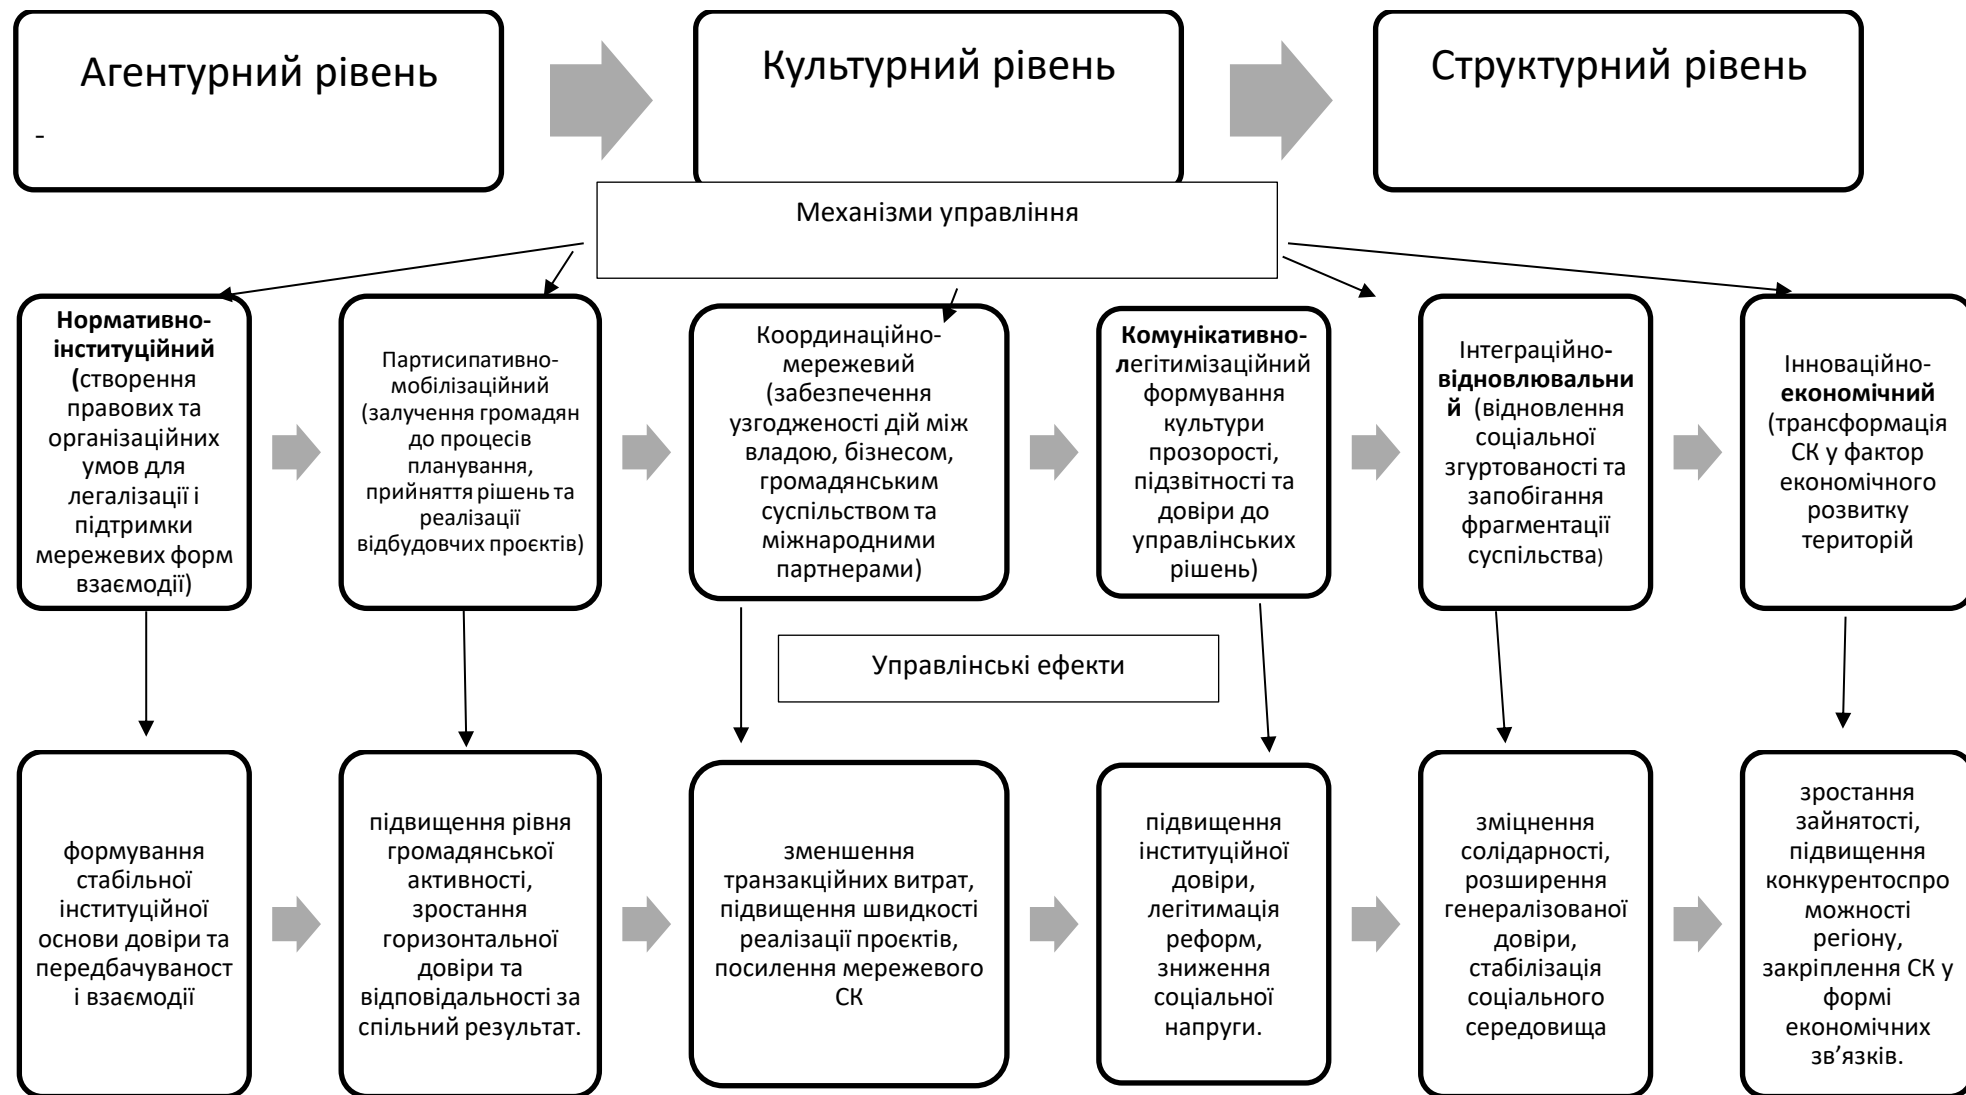 Агентурний рівень
-
Культурний рівень
Структурний рівень
Механізми управління
Нормативно-
інституційний
(створення
правових та
організаційних
умов для
легалізації і
підтримки
мережевих форм
взаємодії)
Партисипативно-
мобілізаційний
(залучення громадян
до процесів
планування,
прийняття рішень та
реалізації
відбудовчих проєктів)
Координаційно-
мережевий
(забезпечення
узгодженості дій між
владою, бізнесом,
громадянським
суспільством та
міжнародними
партнерами)
Комунікативно-
легітимізаційний
формування
культури
прозорості,
підзвітності та
довіри до
управлінських
рішень)
Інтеграційно-
відновлювальни
й (відновлення
соціальної
згуртованості та
запобігання
фрагментації
суспільства)
Інноваційно-
економічний
(трансформація
СК у фактор
економічного
розвитку
територій
Управлінські ефекти
формування
стабільної
інституційної
основи довіри та
передбачуваност
і взаємодії
підвищення рівня
громадянської
активності,
зростання
горизонтальної
довіри та
відповідальності за
спільний результат.
зменшення
транзакційних витрат,
підвищення швидкості
реалізації проєктів,
посилення мережевого
СК
підвищення
інституційної
довіри,
легітимація
реформ,
зниження
соціальної
напруги.
зміцнення
солідарності,
розширення
генералізованої
довіри,
стабілізація
соціального
середовища
зростання
зайнятості,
підвищення
конкурентоспро
можності
регіону,
закріплення СК у
формі
економічних
зв’язків.